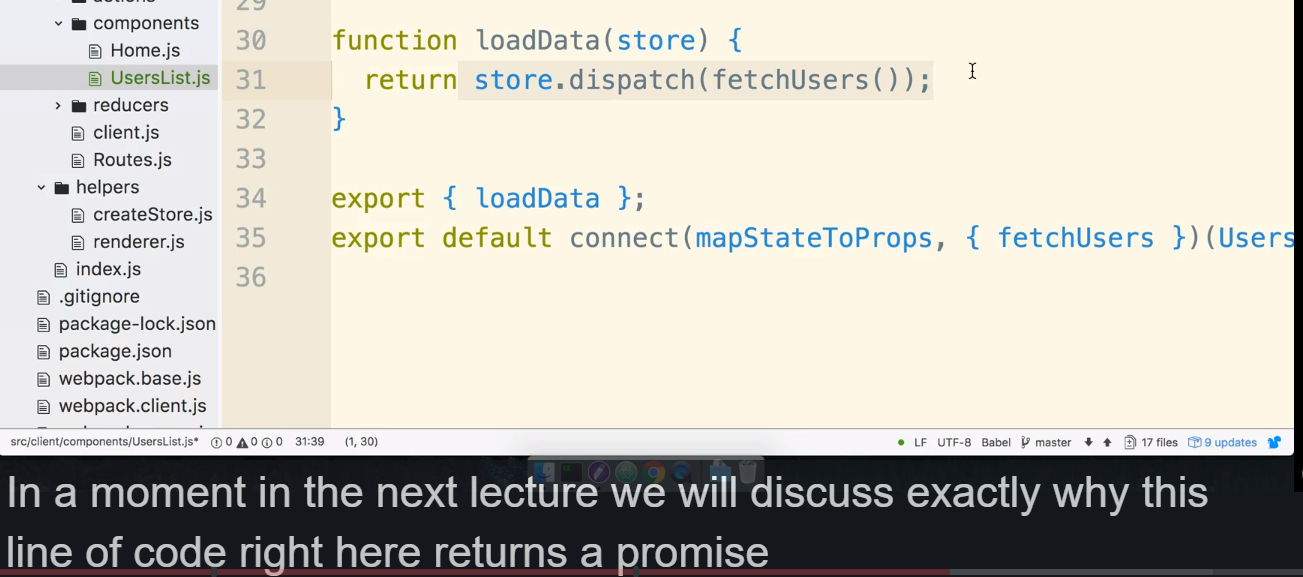 components
Home.js
UsersList.js
reducers
client.js
Routes.js
helpers
createStore.js
renderer.js
index.js
.gitignore
package-lock.json
package.json
webpack.base.js
webpack.client.js
29
30 function loadData(store) {
31 return store.dispatch(fetchUsers());
32 }
33
34 export { loadData };
35 export default connect(mapStateToProps, { fetchUsers })(Users
36
src/client/components/UsersList.js* 0 0 0 31:39 (1, 30) LF UTF-8 Babel master 17 files 9 updates
In a moment in the next lecture we will discuss exactly why this
line of code right here returns a promise